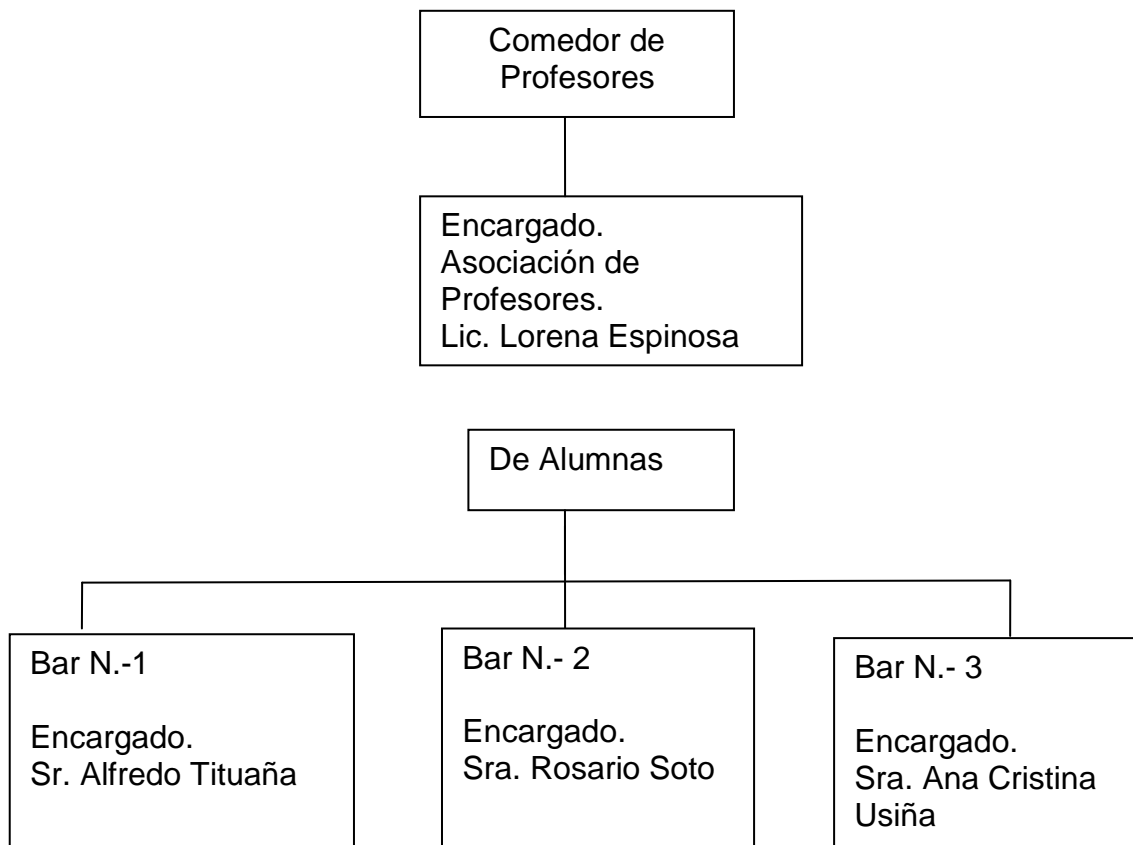 Comedor de
Profesores
Encargado.
Asociación de
Profesores.
Lic. Lorena Espinosa
De Alumnas
Bar N.-1
Encargado.
Sr. Alfredo Tituaña
Bar N.- 2
Encargado.
Sra. Rosario Soto
Bar N.- 3
Encargado.
Sra. Ana Cristina
Usiña